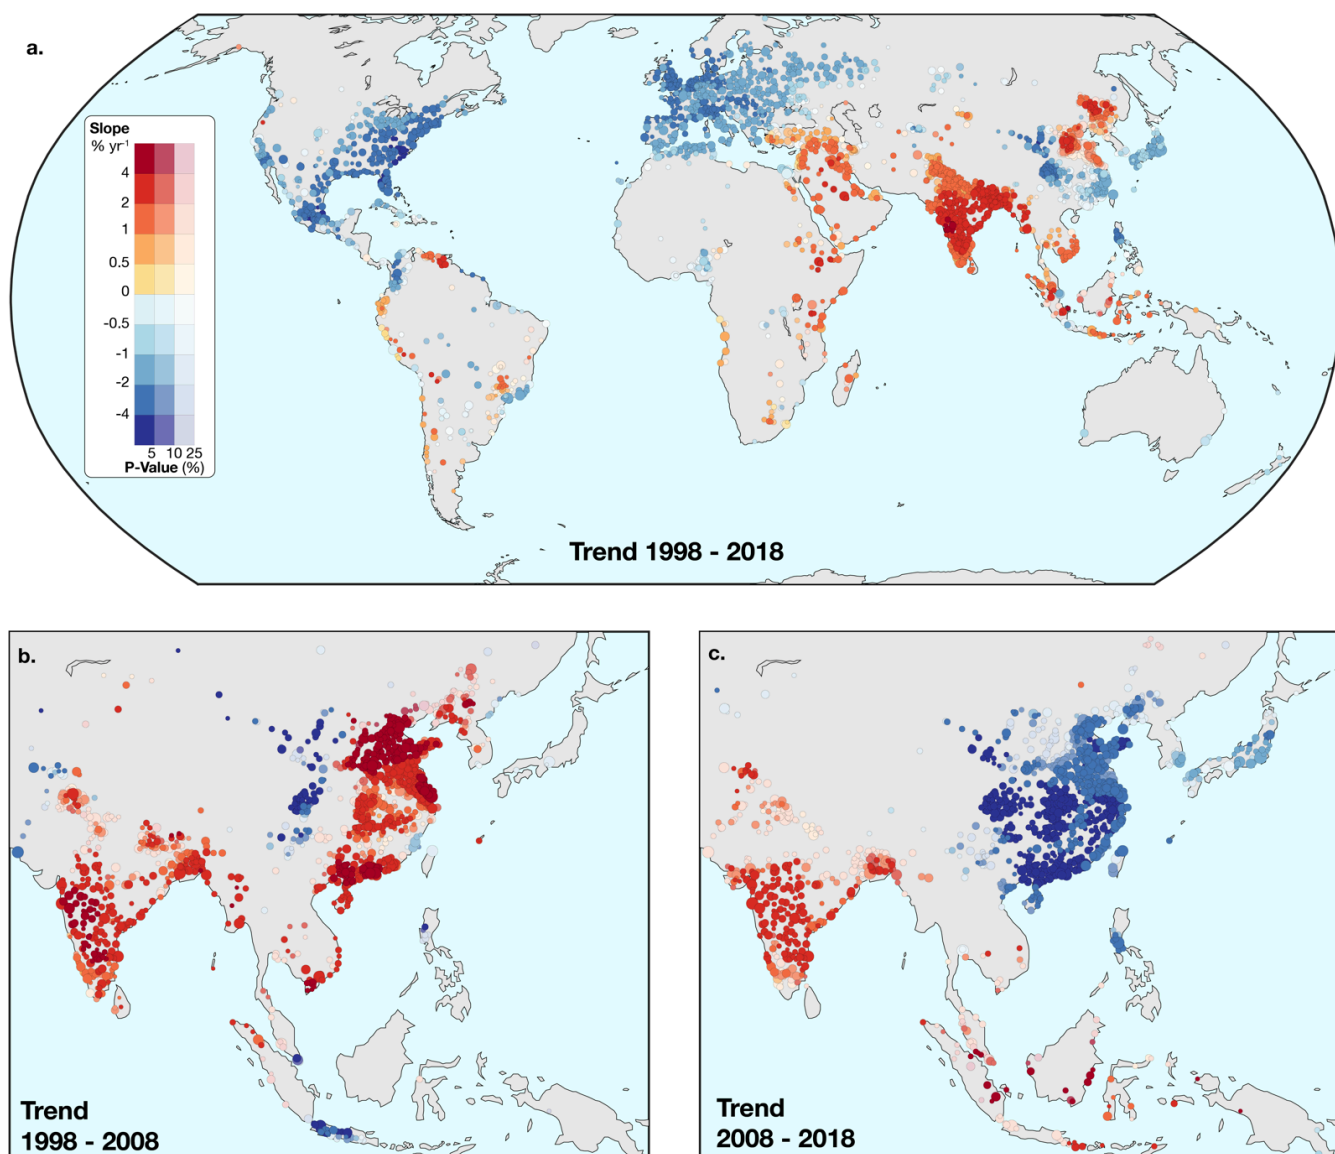 a.
Slope
% yr-1
4
2
1
0.5
0
-0.5
-1
-2
-4
5 10 25
P-Value (%)
Trend 1998 - 2018
b.
Trend
1998 - 2008
c.
Trend
2008 - 2018